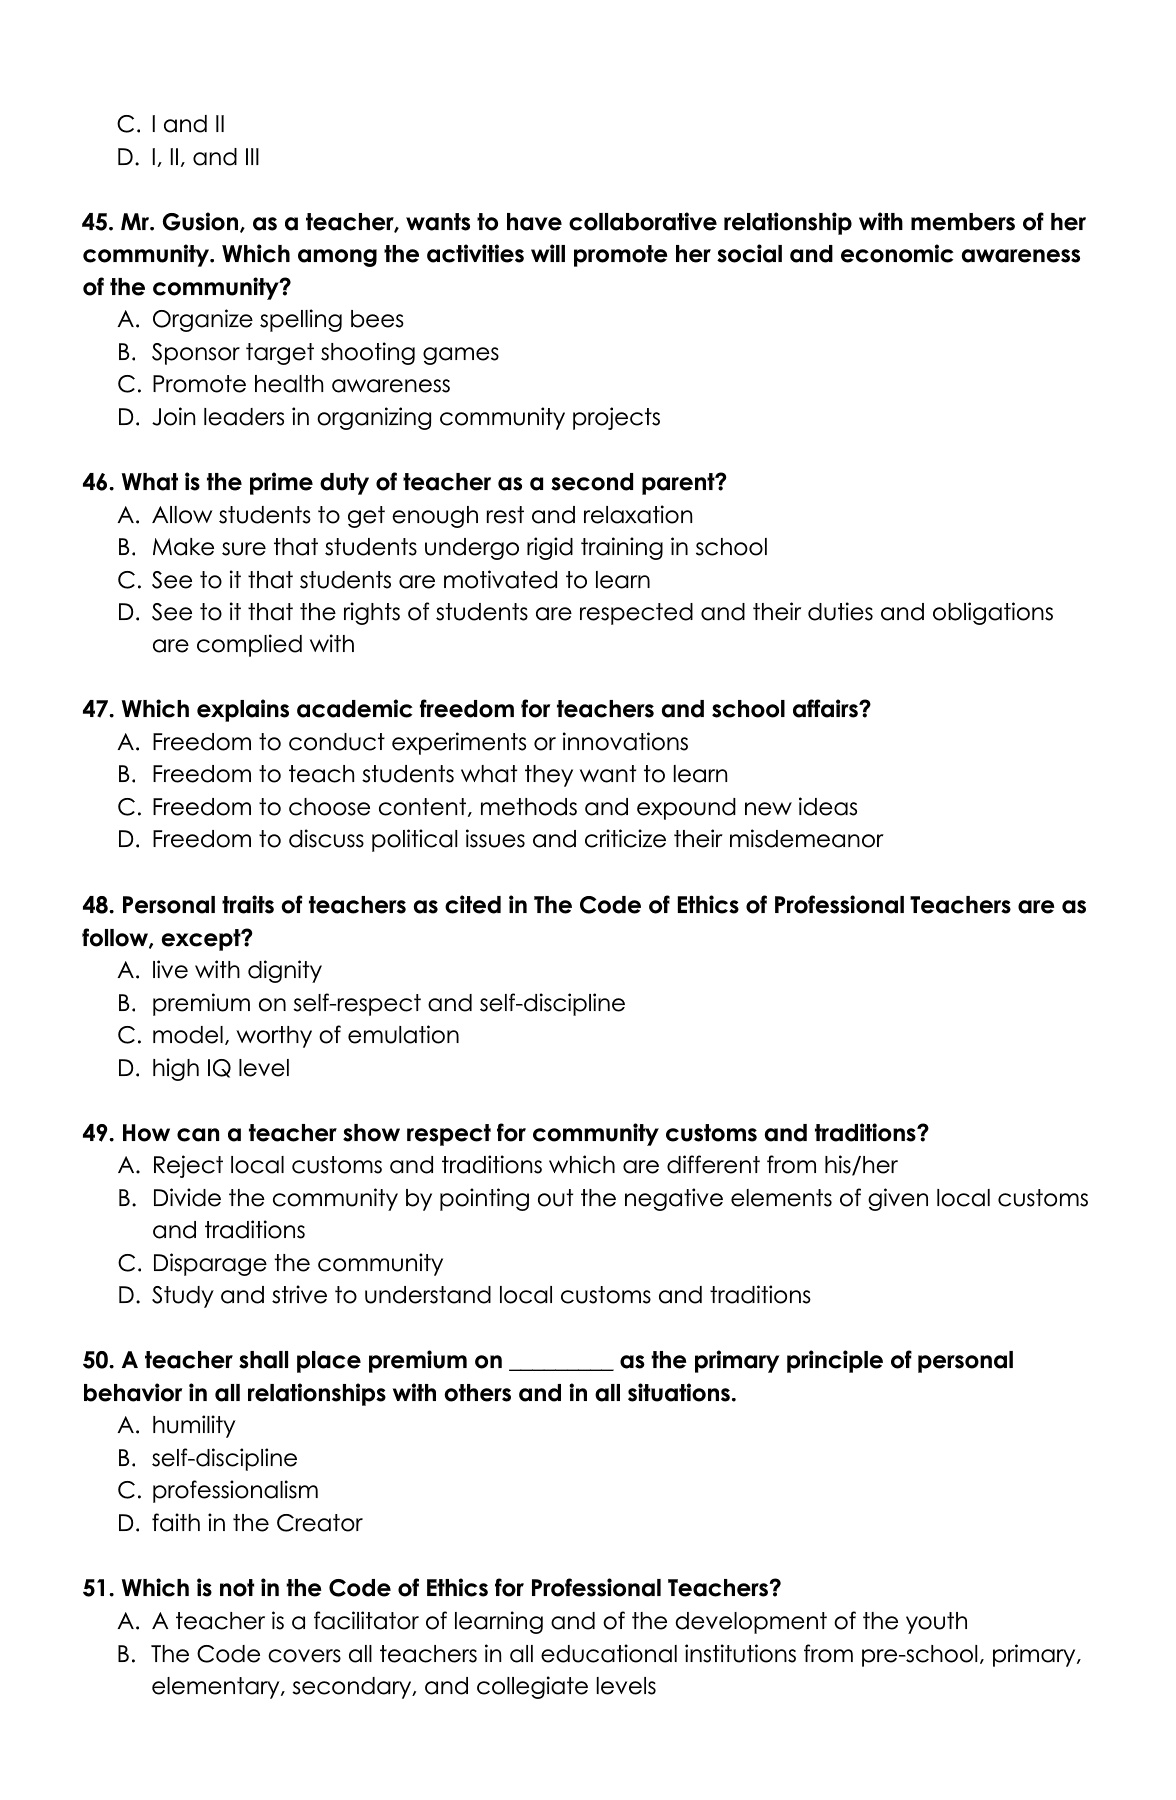 C. I and II
D. I, II, and III
45. Mr. Gusion, as a teacher, wants to have collaborative relationship with members of her
community. Which among the activities will promote her social and economic awareness
of the community?
A. Organize spelling bees
B. Sponsor target shooting games
C. Promote health awareness
D. Join leaders in organizing community projects
46. What is the prime duty of teacher as a second parent?
A. Allow students to get enough rest and relaxation
B. Make sure that students undergo rigid training in school
C. See to it that students are motivated to learn
D. See to it that the rights of students are respected and their duties and obligations
are complied with
47. Which explains academic freedom for teachers and school affairs?
A. Freedom to conduct experiments or innovations
B. Freedom to teach students what they want to learn
C. Freedom to choose content, methods and expound new ideas
D. Freedom to discuss political issues and criticize their misdemeanor
48. Personal traits of teachers as cited in The Code of Ethics of Professional Teachers are as
follow, except?
A. live with dignity
B. premium on self-respect and self-discipline
C. model, worthy of emulation
D. high IQ level
49. How can a teacher show respect for community customs and traditions?
A. Reject local customs and traditions which are different from his/her
B. Divide the community by pointing out the negative elements of given local customs
and traditions
C. Disparage the community
D. Study and strive to understand local customs and traditions
50. A teacher shall place premium on _________ as the primary principle of personal
behavior in all relationships with others and in all situations.
A. humility
B. self-discipline
C. professionalism
D. faith in the Creator
51. Which is not in the Code of Ethics for Professional Teachers?
A. A teacher is a facilitator of learning and of the development of the youth
B. The Code covers all teachers in all educational institutions from pre-school, primary,
elementary, secondary, and collegiate levels